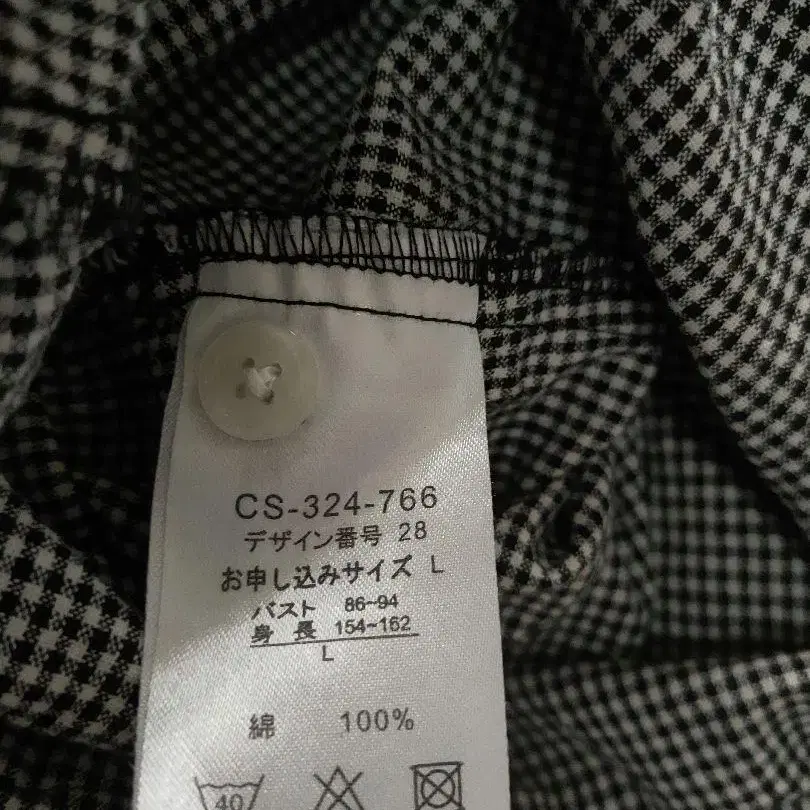 CS-324-766
デザイン番号 28
お申し込みサイズ L
バスト 86~94
身長 154~162
L
綿 100%
40